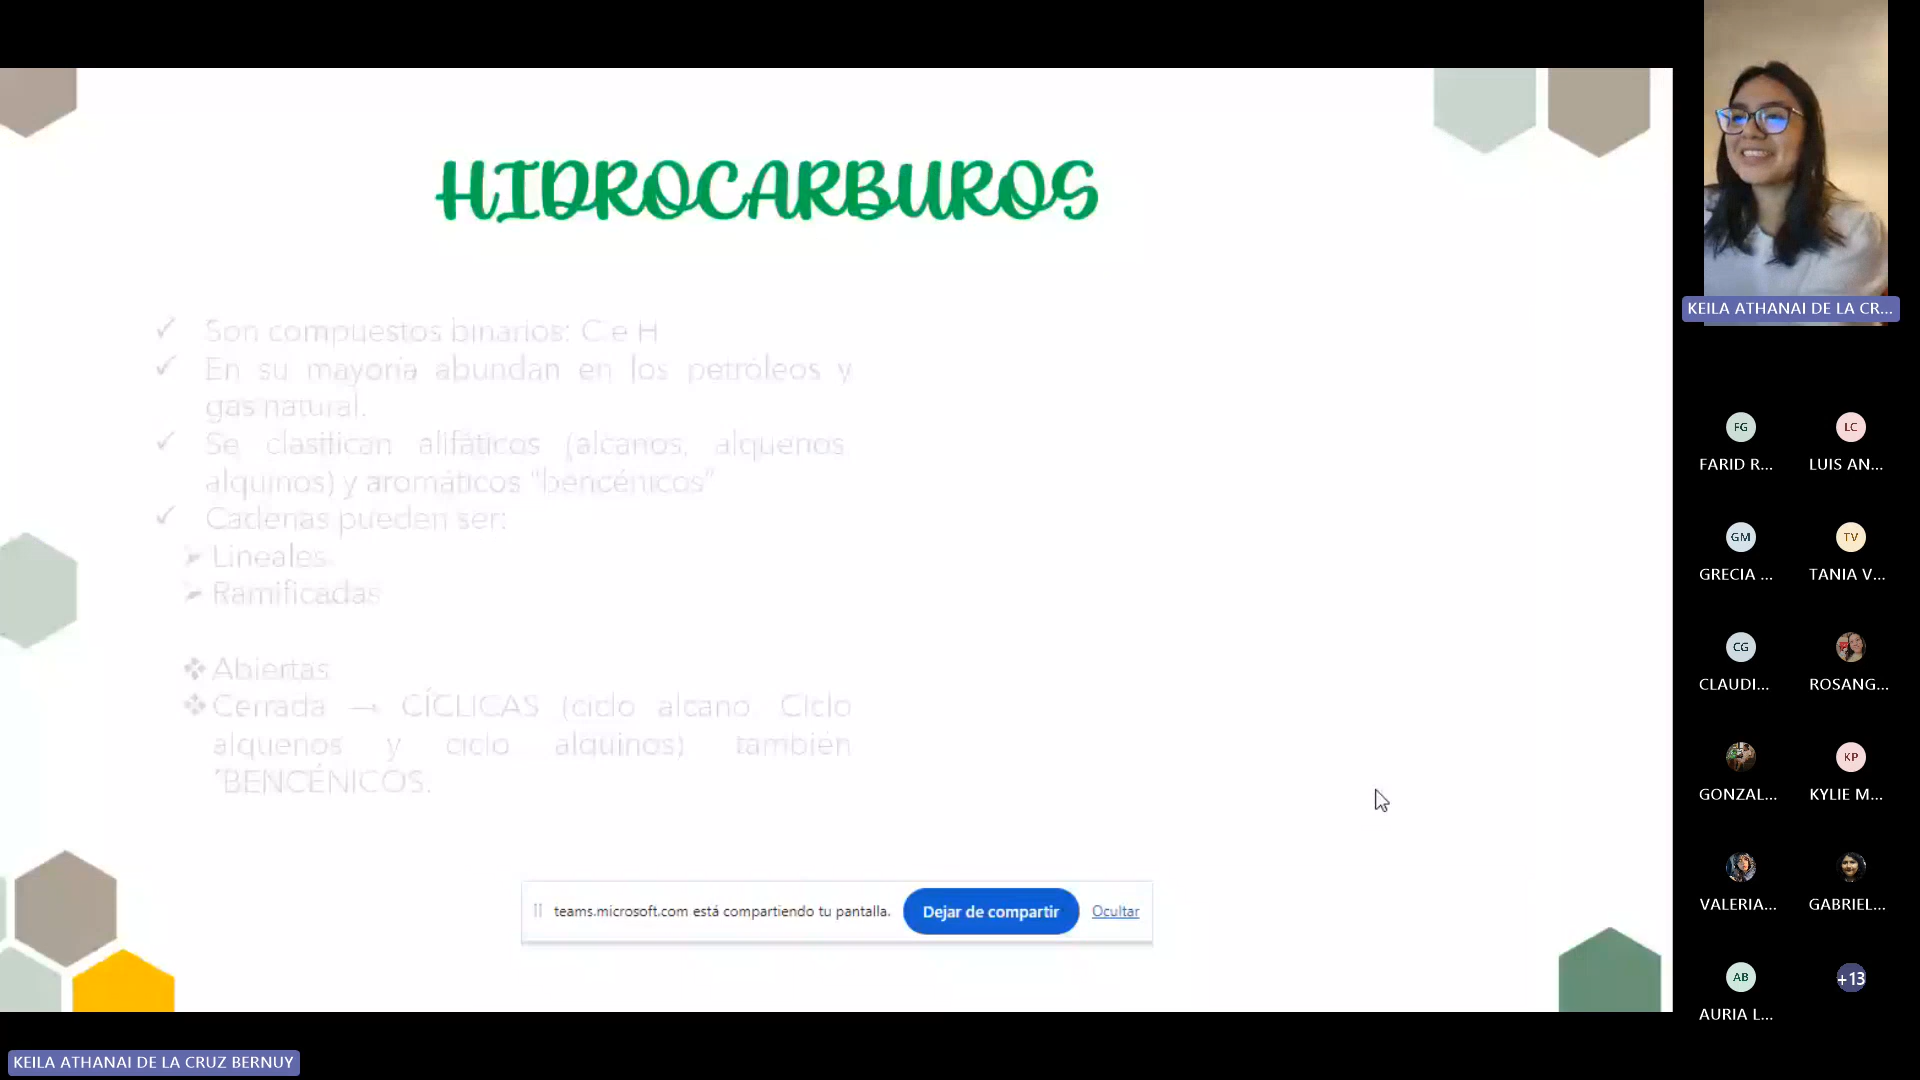 HIDROCARBUROS
✓ Son compuestos binarios: C e H
✓ En su mayoría abundan en los petróleos y
gas natural.
✓ Se clasifican alifáticos (alcanos, alquenos,
alquinos) y aromáticos "bencénicos"
✓ Cadenas pueden ser:
➢ Lineales
➢ Ramificadas
❖ Abiertas
❖ Cerrada → CÍCLICAS (ciclo alcano. Ciclo
alquenos y ciclo alquinos) también
"BENCÉNICOS.
teams.microsoft.com está compartiendo tu pantalla.
Dejar de compartir
Ocultar
KEILA ATHANAI DE LA CR...
FG
FARID R...
LC
LUIS AN...
GM
GRECIA ...
TV
TANIA V...
CG
CLAUDI...
ROSANG...
GONZAL...
KP
KYLIE M...
VALERIA...
GABRIEL...
AB
AURIA L...
+13
KEILA ATHANAI DE LA CRUZ BERNUY